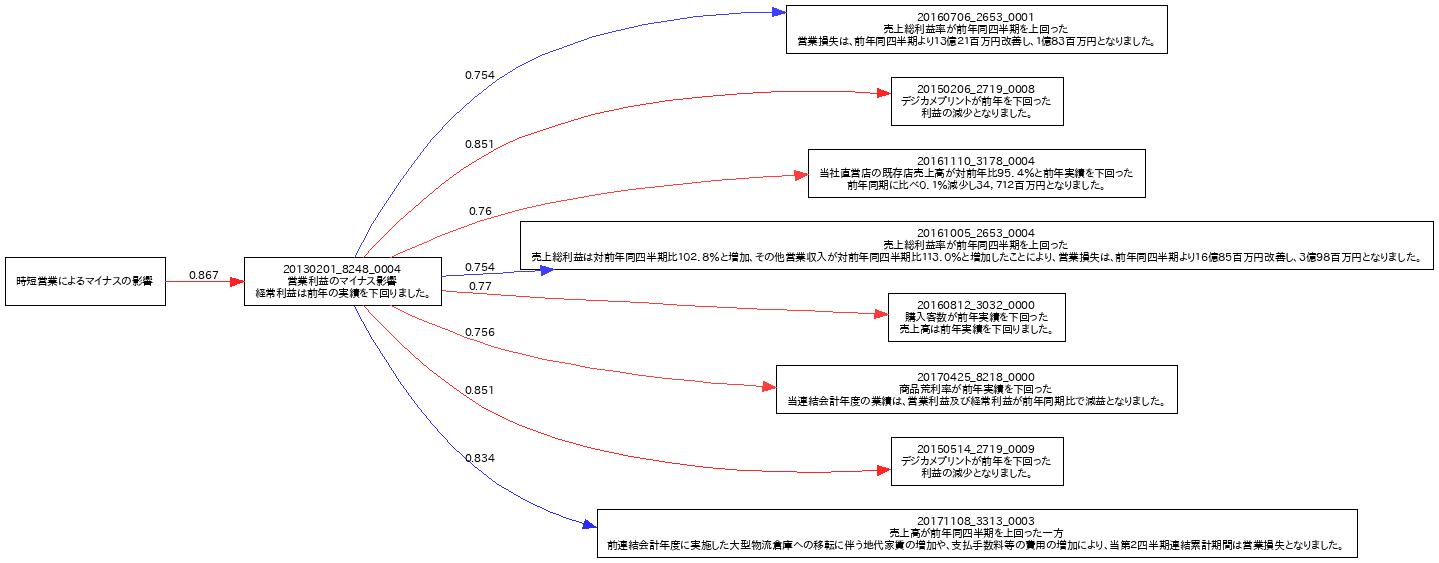 時短営業によるマイナスの影響
0.867
20130201_8248_0004
営業利益のマイナス影響
経常利益は前年の実績を下回りました。
0.754
20160706_2653_0001
売上総利益率が前年同四半期を上回った
営業損失は、前年同四半期より13億21百万円改善し、1億83百万円となりました。
0.851
20150206_2719_0008
デジカメプリントが前年を下回った
利益の減少となりました。
0.76
20161110_3178_0004
当社直営店の既存店売上高が対前年比95.4%と前年実績を下回った
前年同期に比べ0.1%減少し34,712百万円となりました。
0.754
20161005_2653_0004
売上総利益率が前年同四半期を上回った
売上総利益は対前年同四半期比102.8%と増加、その他営業収入が対前年同四半期比113.0%と増加したことにより、営業損失は、前年同四半期より16億85百万円改善し、3億98百万円となりました。
0.77
20160812_3032_0000
購入客数が前年実績を下回った
売上高は前年実績を下回りました。
0.756
20170425_8218_0000
商品荒利率が前年実績を下回った
当連結会計年度の業績は、営業利益及び経常利益が前年同期比で減益となりました。
0.851
20150514_2719_0009
デジカメプリントが前年を下回った
利益の減少となりました。
0.834
20171108_3313_0003
売上高が前年同四半期を上回った一方
前連結会計年度に実施した大型物流倉庫への移転に伴う地代家賃の増加や、支払手数料等の費用の増加により、当第2四半期連結累計期間は営業損失となりました。